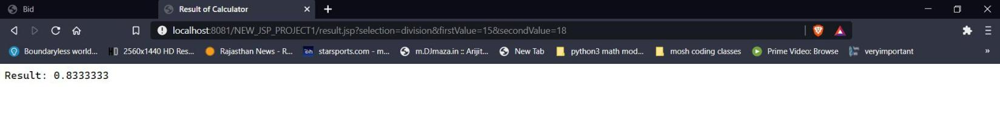 Bid
Result of Calculator
localhost:8081/NEW_JSP_PROJECT1/result.jsp?selection=division&firstValue=15&secondValue=18
Boundaryless world... HD 2560x1440 HD Res... Rajasthan News - R... starsports.com - m... m.DJmaza.in :: Arijit... New Tab python3 math mod... mosh coding classes Prime Video: Browse veryimportant »
Result: 0.8333333